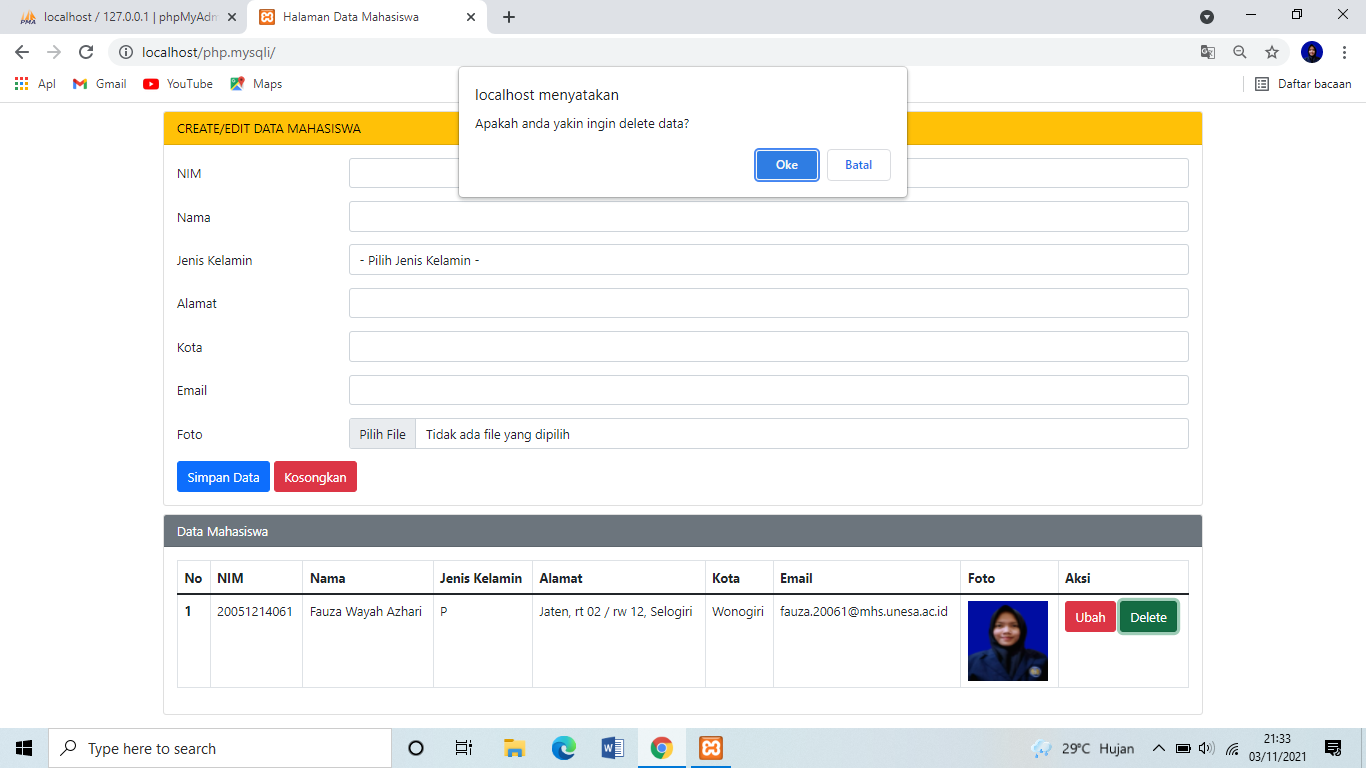 localhost / 127.0.0.1 | phpMyAdm
Halaman Data Mahasiswa
localhost/php.mysqli/
Apl
Gmail
YouTube
Maps
Daftar bacaan
localhost menyatakan
Apakah anda yakin ingin delete data?
Oke
Batal
CREATE/EDIT DATA MAHASISWA
NIM
Nama
Jenis Kelamin
- Pilih Jenis Kelamin -
Alamat
Kota
Email
Foto
Pilih File
Tidak ada file yang dipilih
Simpan Data
Kosongkan
Data Mahasiswa
No NIM Nama Jenis Kelamin Alamat Kota Email Foto Aksi
1 20051214061 Fauza Wayah Azhari P Jaten, rt 02 / rw 12, Selogiri Wonogiri fauza.20061@mhs.unesa.ac.id Ubah Delete
Type here to search
29°C Hujan
21:33
03/11/2021